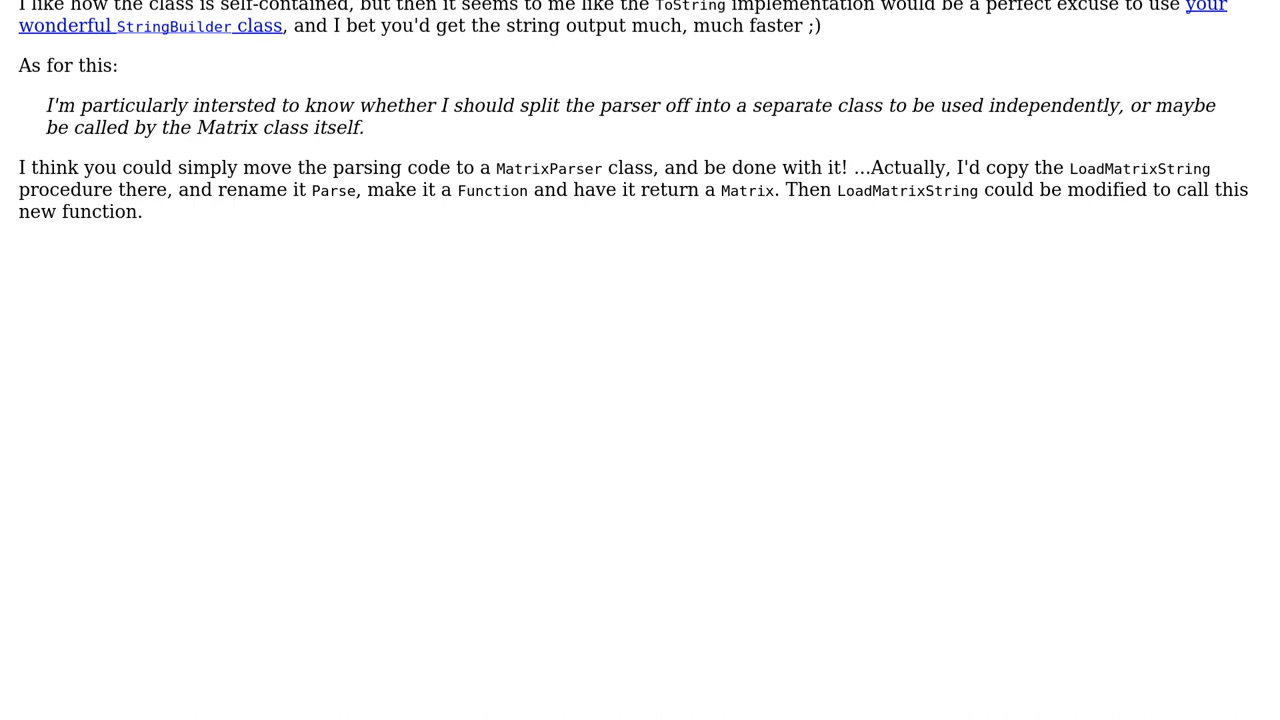 I like how the class is self-contained, but then it seems to me like the ToString implementation would be a perfect excuse to use your
wonderful StringBuilder class, and I bet you'd get the string output much, much faster ;)
As for this:
I'm particularly intersted to know whether I should split the parser off into a separate class to be used independently, or maybe
be called by the Matrix class itself.
I think you could simply move the parsing code to a MatrixParser class, and be done with it! ...Actually, I'd copy the LoadMatrixString
procedure there, and rename it Parse, make it a Function and have it return a Matrix. Then LoadMatrixString could be modified to call this
new function.